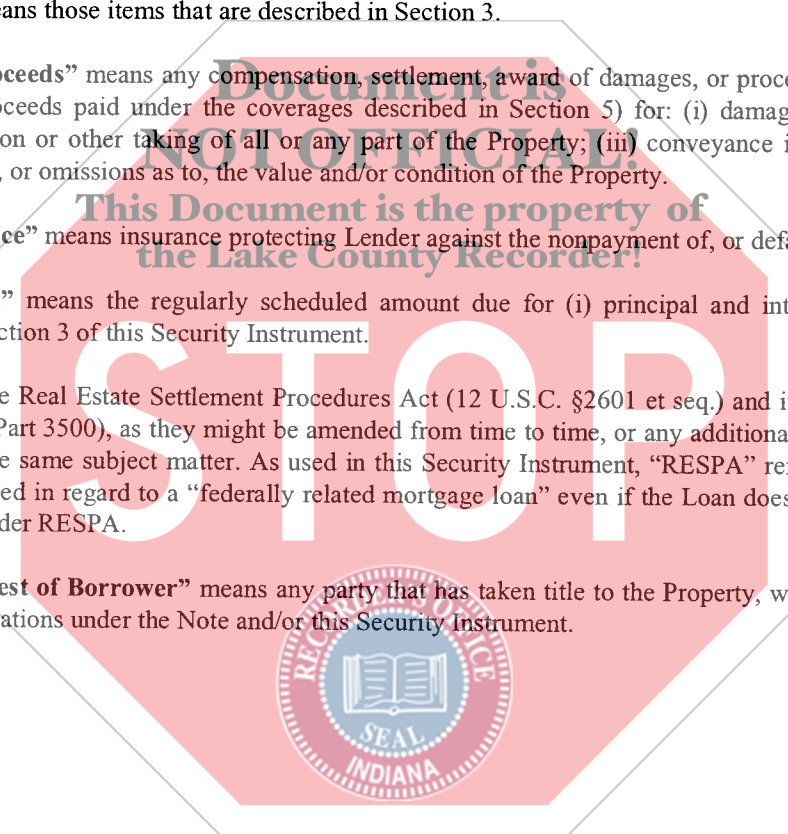 eans those items that are described in Section 3.
Document is
oceeds” means any compensation, settlement, award of damages, or proce
oceeds paid under the coverages described in Section 5) for: (i) damag
NOT OFFICIAL!
on or other taking of all or any part of the Property; (iii) conveyance i
, or omissions as to, the value and/or condition of the Property.
This Document is the property of
ce” means insurance protecting Lender against the nonpayment of, or defa
the Lake County Recorder!
” means the regularly scheduled amount due for (i) principal and int
ction 3 of this Security Instrument.
STOP
e Real Estate Settlement Procedures Act (12 U.S.C. §2601 et seq.) and i
Part 3500), as they might be amended from time to time, or any additiona
e same subject matter. As used in this Security Instrument, “RESPA” re
ed in regard to a “federally related mortgage loan” even if the Loan does
der RESPA.
est of Borrower” means any party that has taken title to the Property, w
ations under the Note and/or this Security Instrument.
RECORDER'S OFFICE
SEAL
INDIANA